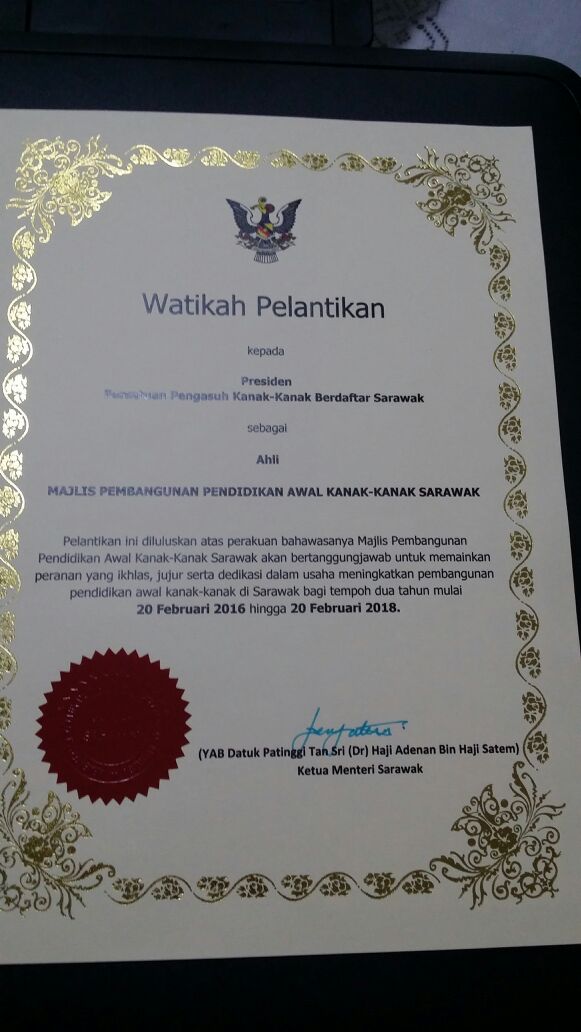 Watikah Pelantikan
kepada
Presiden
Persatuan Pengasuh Kanak-Kanak Berdaftar Sarawak
sebagai
Ahli
MAJLIS PEMBANGUNAN PENDIDIKAN AWAL KANAK-KANAK SARAWAK
Pelantikan ini diluluskan atas perakuan bahawasanya Majlis Pembangunan
Pendidikan Awal Kanak-Kanak Sarawak akan bertanggungjawab untuk memainkan
peranan yang ikhlas, jujur serta dedikasi dalam usaha meningkatkan pembangunan
pendidikan awal kanak-kanak di Sarawak bagi tempoh dua tahun mulai
20 Februari 2016 hingga 20 Februari 2018.
(YAB Datuk Patinggi Tan Sri (Dr) Haji Adenan Bin Haji Satem)
Ketua Menteri Sarawak